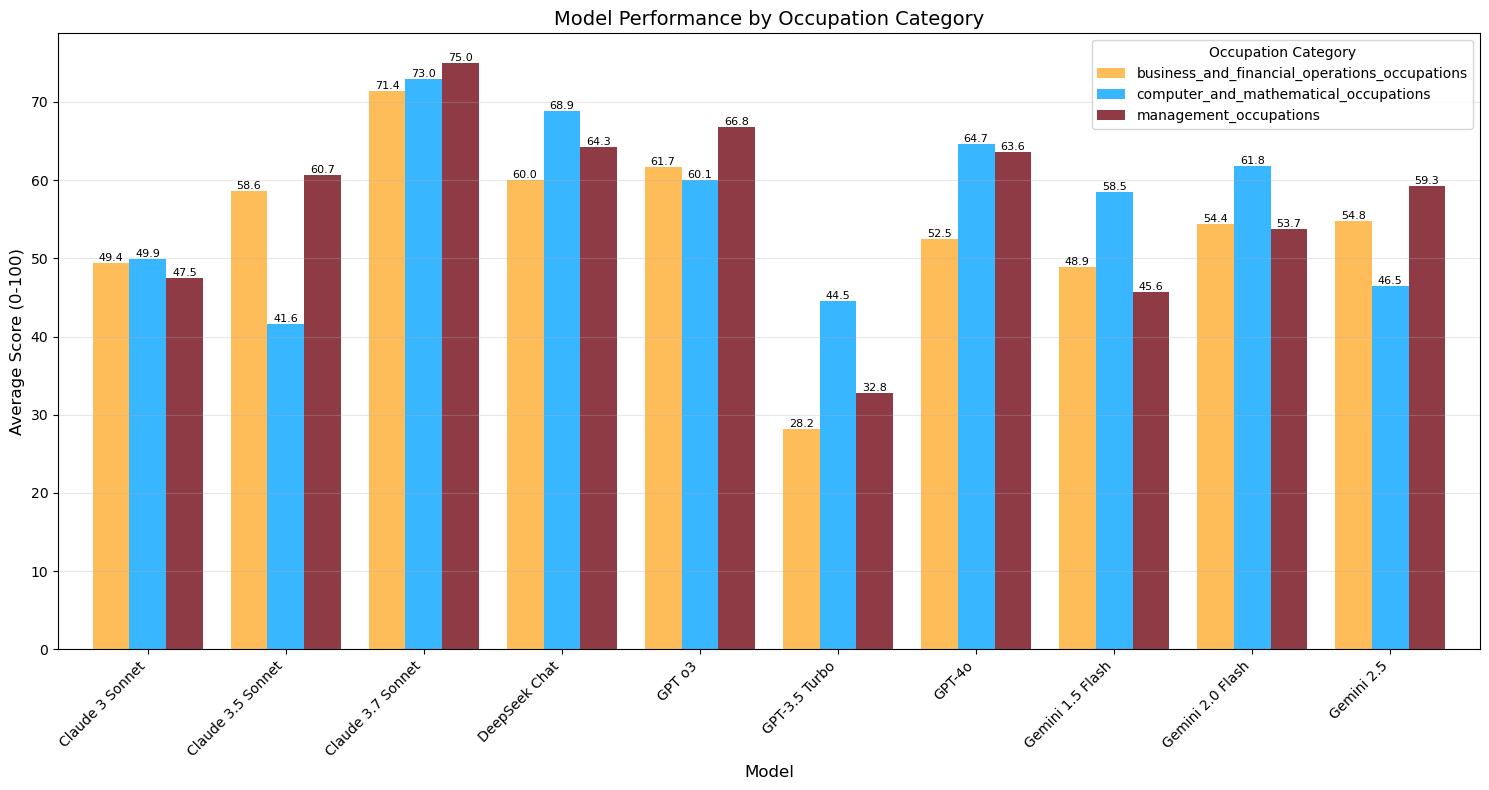 Model Performance by Occupation Category
Occupation Category
business_and_financial_operations_occupations
computer_and_mathematical_occupations
management_occupations
Average Score (0-100)
70
60
50
40
30
20
10
0
49.4 49.9 47.5
58.6 41.6 60.7
71.4 73.0 75.0
60.0 68.9 64.3
61.7 60.1 66.8
28.2 44.5 32.8
52.5 64.7 63.6
48.9 58.5 45.6
54.4 61.8 53.7
54.8 46.5 59.3
Claude 3 Sonnet
Claude 3.5 Sonnet
Claude 3.7 Sonnet
DeepSeek Chat
GPT o3
GPT-3.5 Turbo
GPT-4o
Gemini 1.5 Flash
Gemini 2.0 Flash
Gemini 2.5
Model